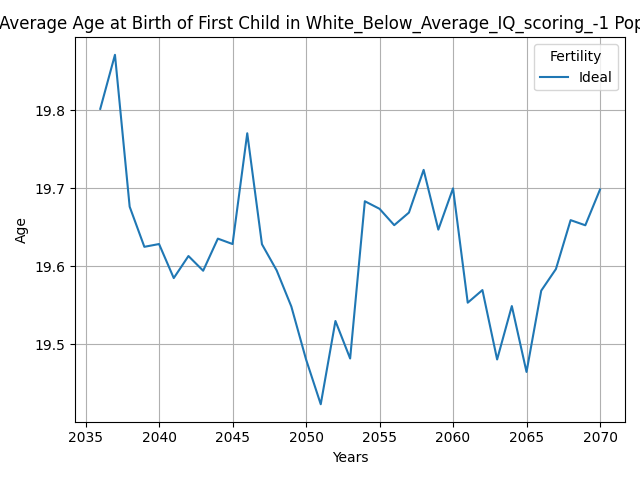 Average Age at Birth of First Child in White_Below_Average_IQ_scoring_-1 Pop
Fertility
Ideal
19.8
19.7
19.6
19.5
Age
2035 2040 2045 2050 2055 2060 2065 2070
Years